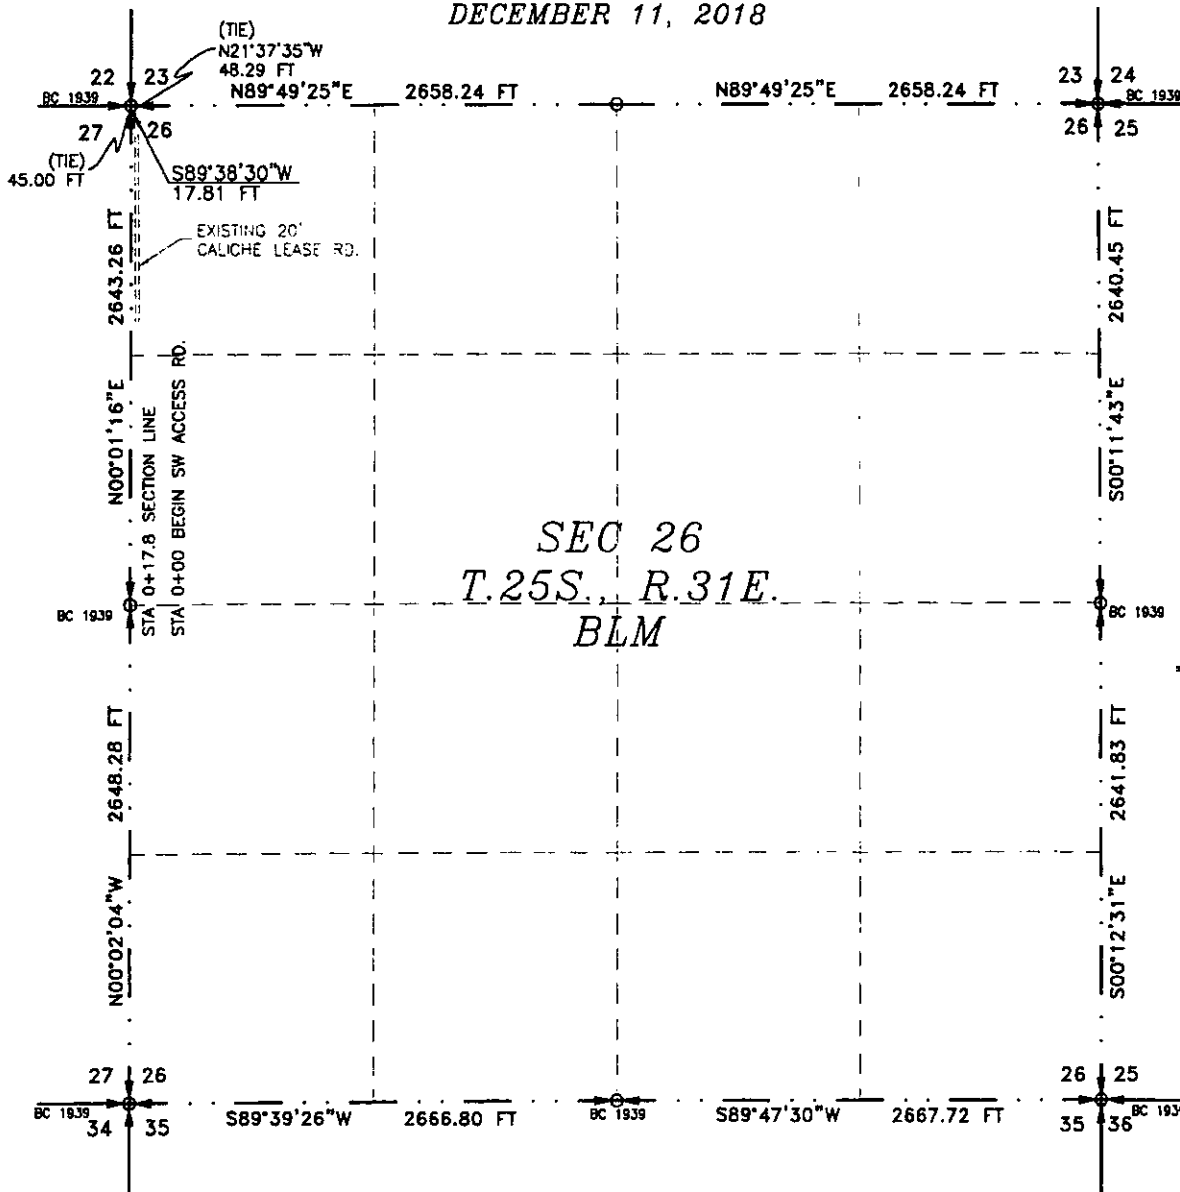 DECEMBER 11, 2018
(TIE)
N21°37'35"W
48.29 FT
22 23
BC 1939
N89°49'25"E 2658.24 FT
N89°49'25"E 2658.24 FT
23 24
BC 1939
27 26
26 25
(TIE)
45.00 FT
S89°38'30"W
17.81 FT
EXISTING 20'
CALICHE LEASE RD.
2643.26 FT
N00°01'16"E
STA 0+17.8 SECTION LINE
STA 0+00 BEGIN SW ACCESS RD.
2640.45 FT
S00°11'43"E
SEC 26
T.25S., R.31E.
BLM
BC 1939
BC 1939
2648.28 FT
N00°02'04"W
2641.83 FT
S00°12'31"E
27 26
BC 1939
34 35
S89°39'26"W 2666.80 FT
BC 1939
S89°47'30"W 2667.72 FT
26 25
BC 193
35 36